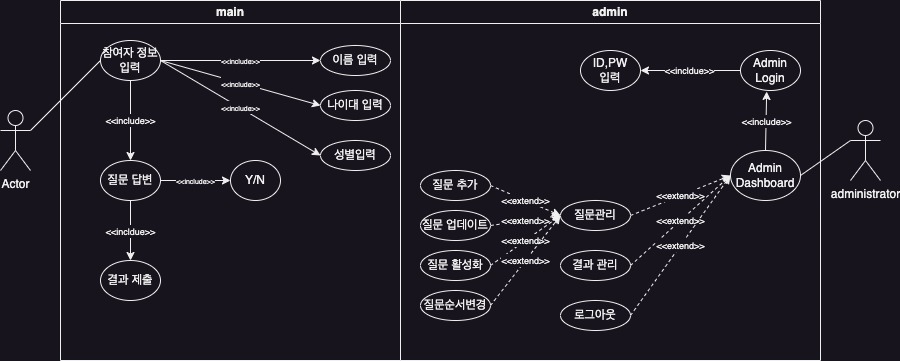 main
admin
참여자 정보
입력
<<include>>
이름 입력
<<include>>
나이대 입력
<<include>>
성별입력
<<include>>
Actor
질문 답변
<<include>>
Y/N
<<incldue>>
결과 제출
ID,PW
입력
<<incldue>>
Admin
Login
<<include>>
Admin
Dashboard
administrator
질문 추가
<<extend>>
질문 업데이트
<<extend>>
질문 활성화
<<extend>>
질문순서변경
<<extend>>
질문관리
<<extend>>
결과 관리
<<extend>>
로그아웃
<<extend>>